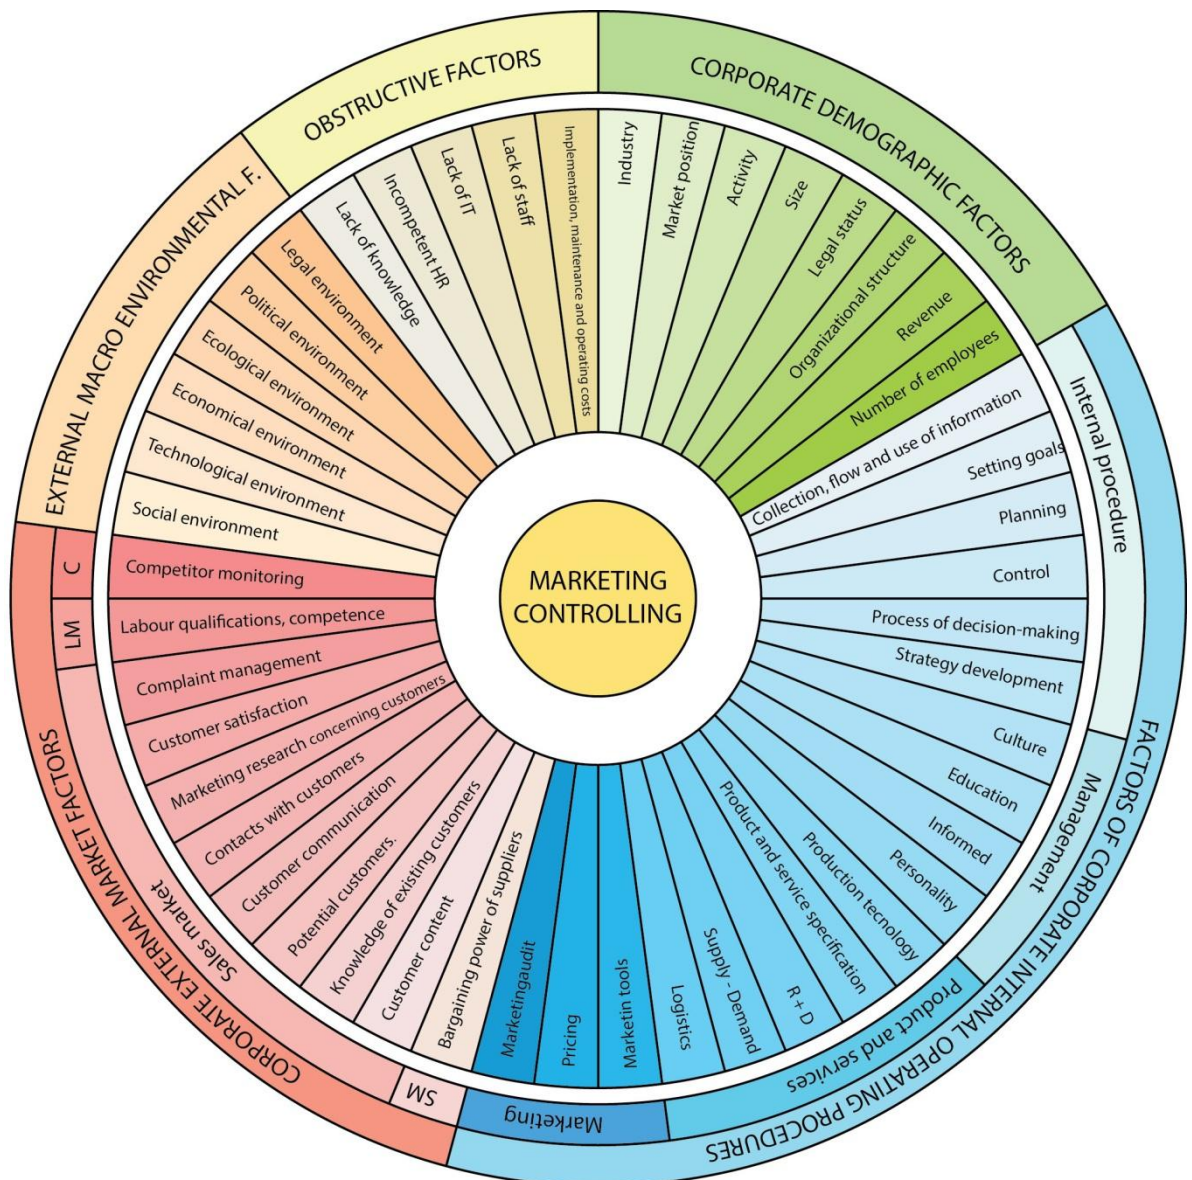 MARKETING
CONTROLLING
CORPORATE DEMOGRAPHIC FACTORS
Industry
Market position
Activity
Size
Legal status
Organizational structure
Revenue
Number of employees
FACTORS OF CORPORATE INTERNAL OPERATING PROCEDURES
Internal procedure
Collection, flow and use of information
Setting goals
Planning
Control
Process of decision-making
Strategy development
Management
Culture
Education
Informed
Personality
Product and services
Production tecnology
Product and service specification
R + D
Supply - Demand
Logistics
Marketing
Marketin tools
Pricing
Marketingaudit
CORPORATE EXTERNAL MARKET FACTORS
SM
Bargaining power of suppliers
Sales market
Customer content
Knowledge of existing customers
Potential customers.
Customer communication
Contacts with customers
Marketing research concerning customers
Customer satisfaction
Complaint management
LM
Labour qualifications, competence
C
Competitor monitoring
EXTERNAL MACRO ENVIRONMENTAL F.
Social environment
Technological environment
Economical environment
Ecological environment
Political environment
Legal environment
OBSTRUCTIVE FACTORS
Lack of knowledge
Incompetent HR
Lack of IT
Lack of staff
Implementation, maintenance and operating costs